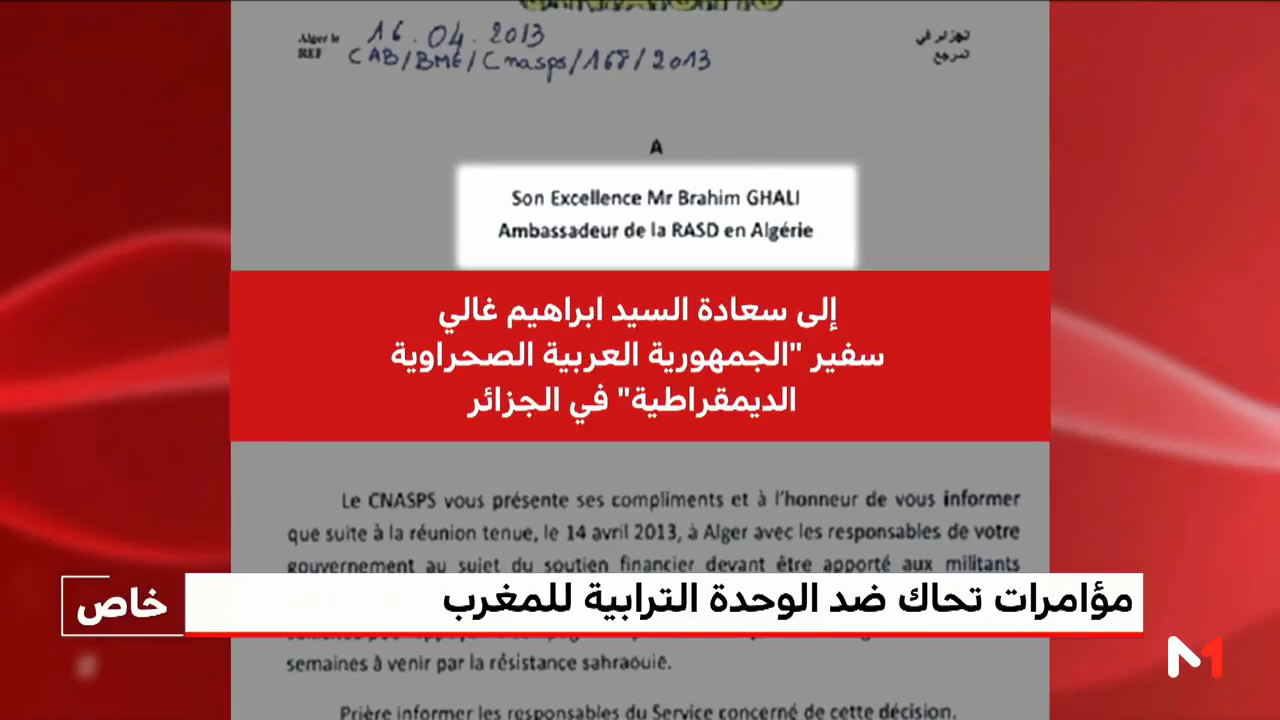 Alger le 16.04.2013
الجزائر في
REF CAB/BME/Cnasps/168/2013
المرجع
A
Son Excellence Mr Brahim GHALI
Ambassadeur de la RASD en Algérie
إلى سعادة السيد ابراهيم غالي
سفير "الجمهورية العربية الصحراوية
الديمقراطية" في الجزائر
Le CNASPS vous présente ses compliments et à l'honneur de vous informer
que suite à la réunion tenue, le 14 avril 2013, à Alger avec les responsables de votre
gouvernement au sujet du soutien financier devant être apporté aux militants
مؤامرات تحاك ضد الوحدة الترابية للمغرب
خاص
semaines à venir par la résistance sahraouie.
M1
Prière informer les responsables du Service concerné de cette décision.